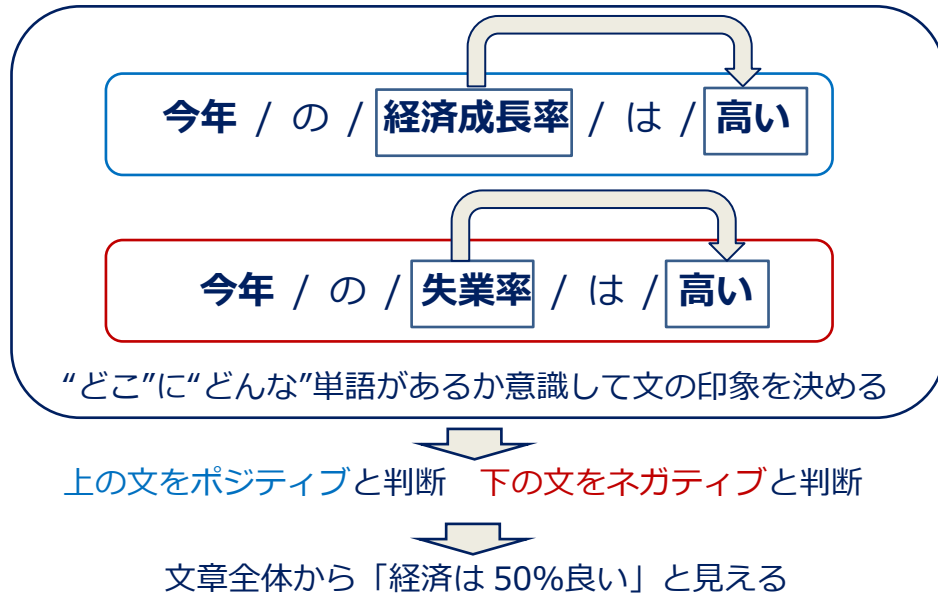 今年 / の / 経済成長率 / は / 高い
今年 / の / 失業率 / は / 高い
“どこ”に“どんな”単語があるか意識して文の印象を決める
上の文をポジティブと判断　下の文をネガティブと判断
文章全体から「経済は 50%良い」と見える